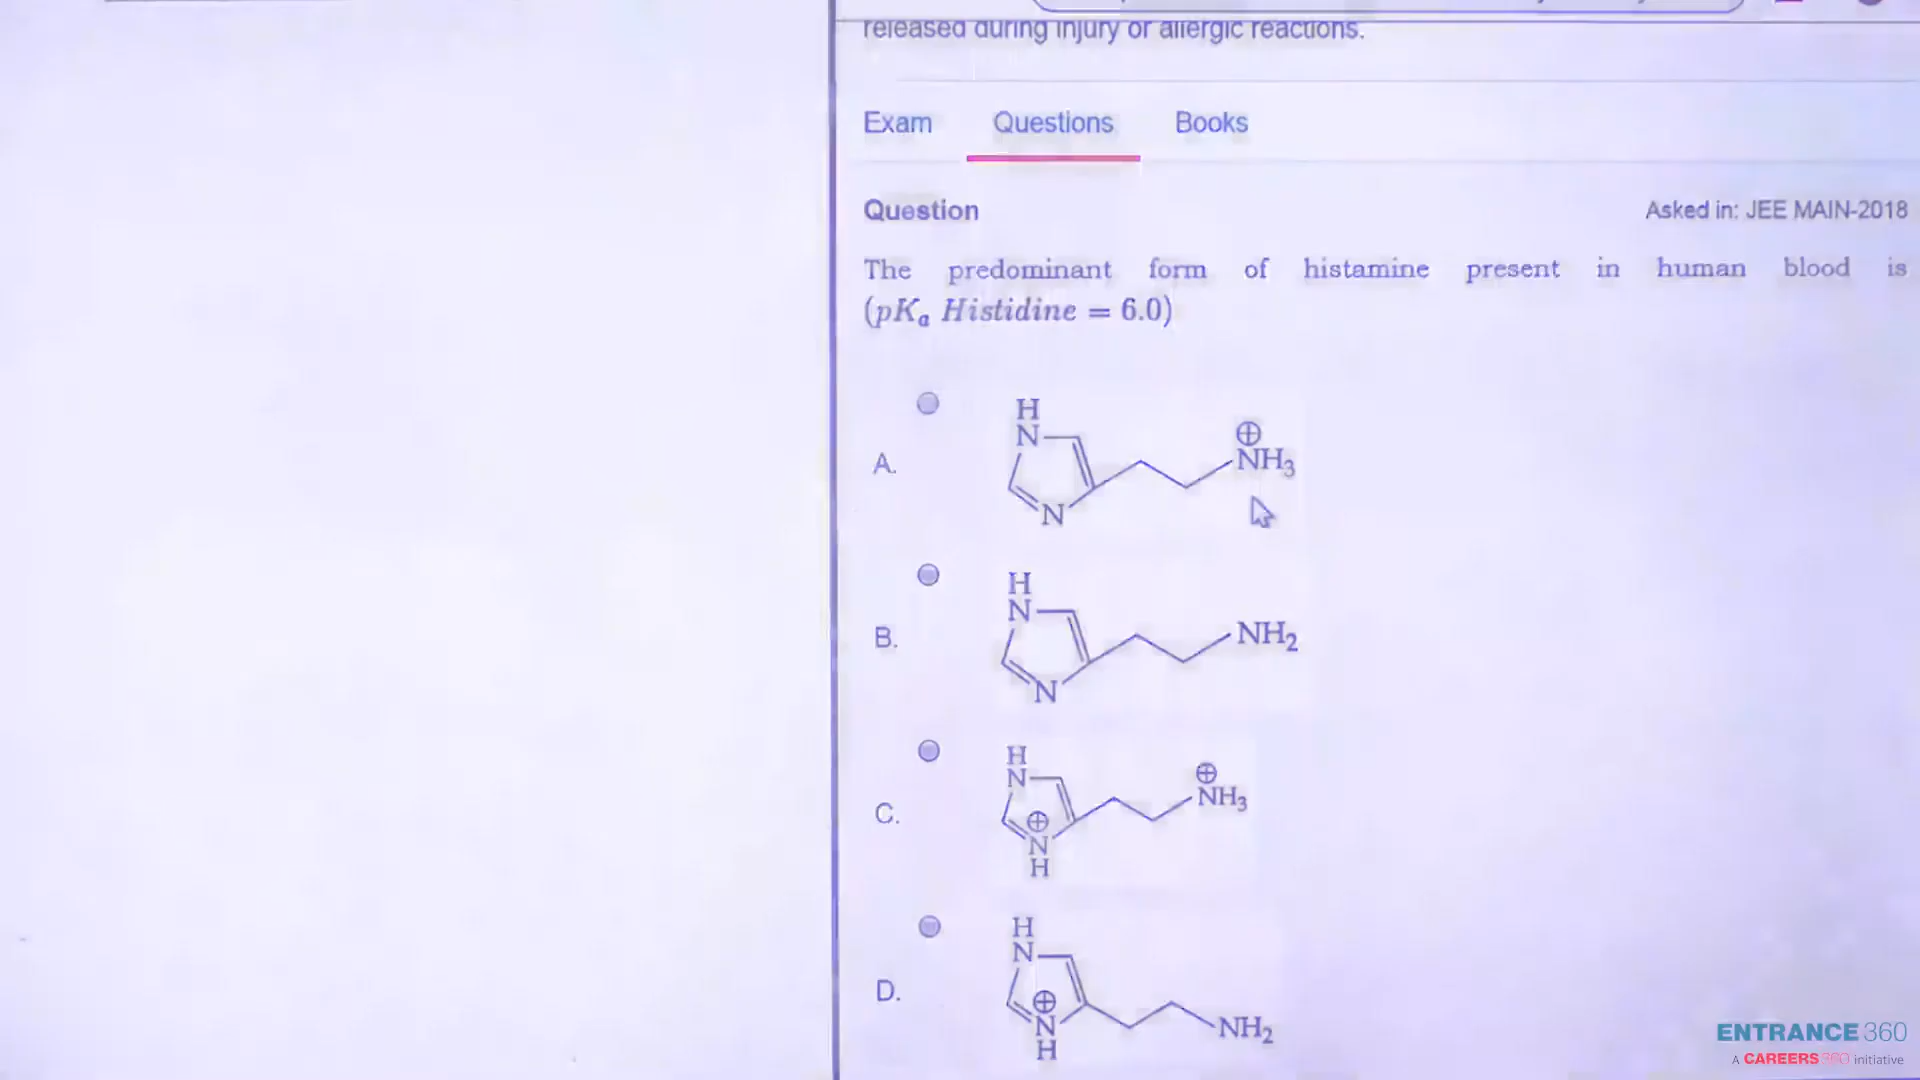 released during injury or allergic reactions.
Exam Questions Books
Question Asked in: JEE MAIN-2018
The predominant form of histamine present in human blood is
(pKₐ Histidine = 6.0)
A.
H
N
N
⊕
NH₃
B.
H
N
N
NH₂
C.
H
N
⊕
N
H
⊕
NH₃
D.
H
N
⊕
N
H
NH₂
ENTRANCE 360
A CAREERS360 initiative